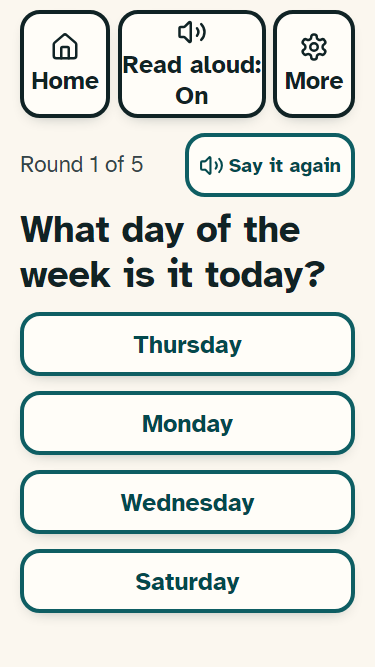 Home
Read aloud:
On
More
Round 1 of 5
Say it again
What day of the
week is it today?
Thursday
Monday
Wednesday
Saturday